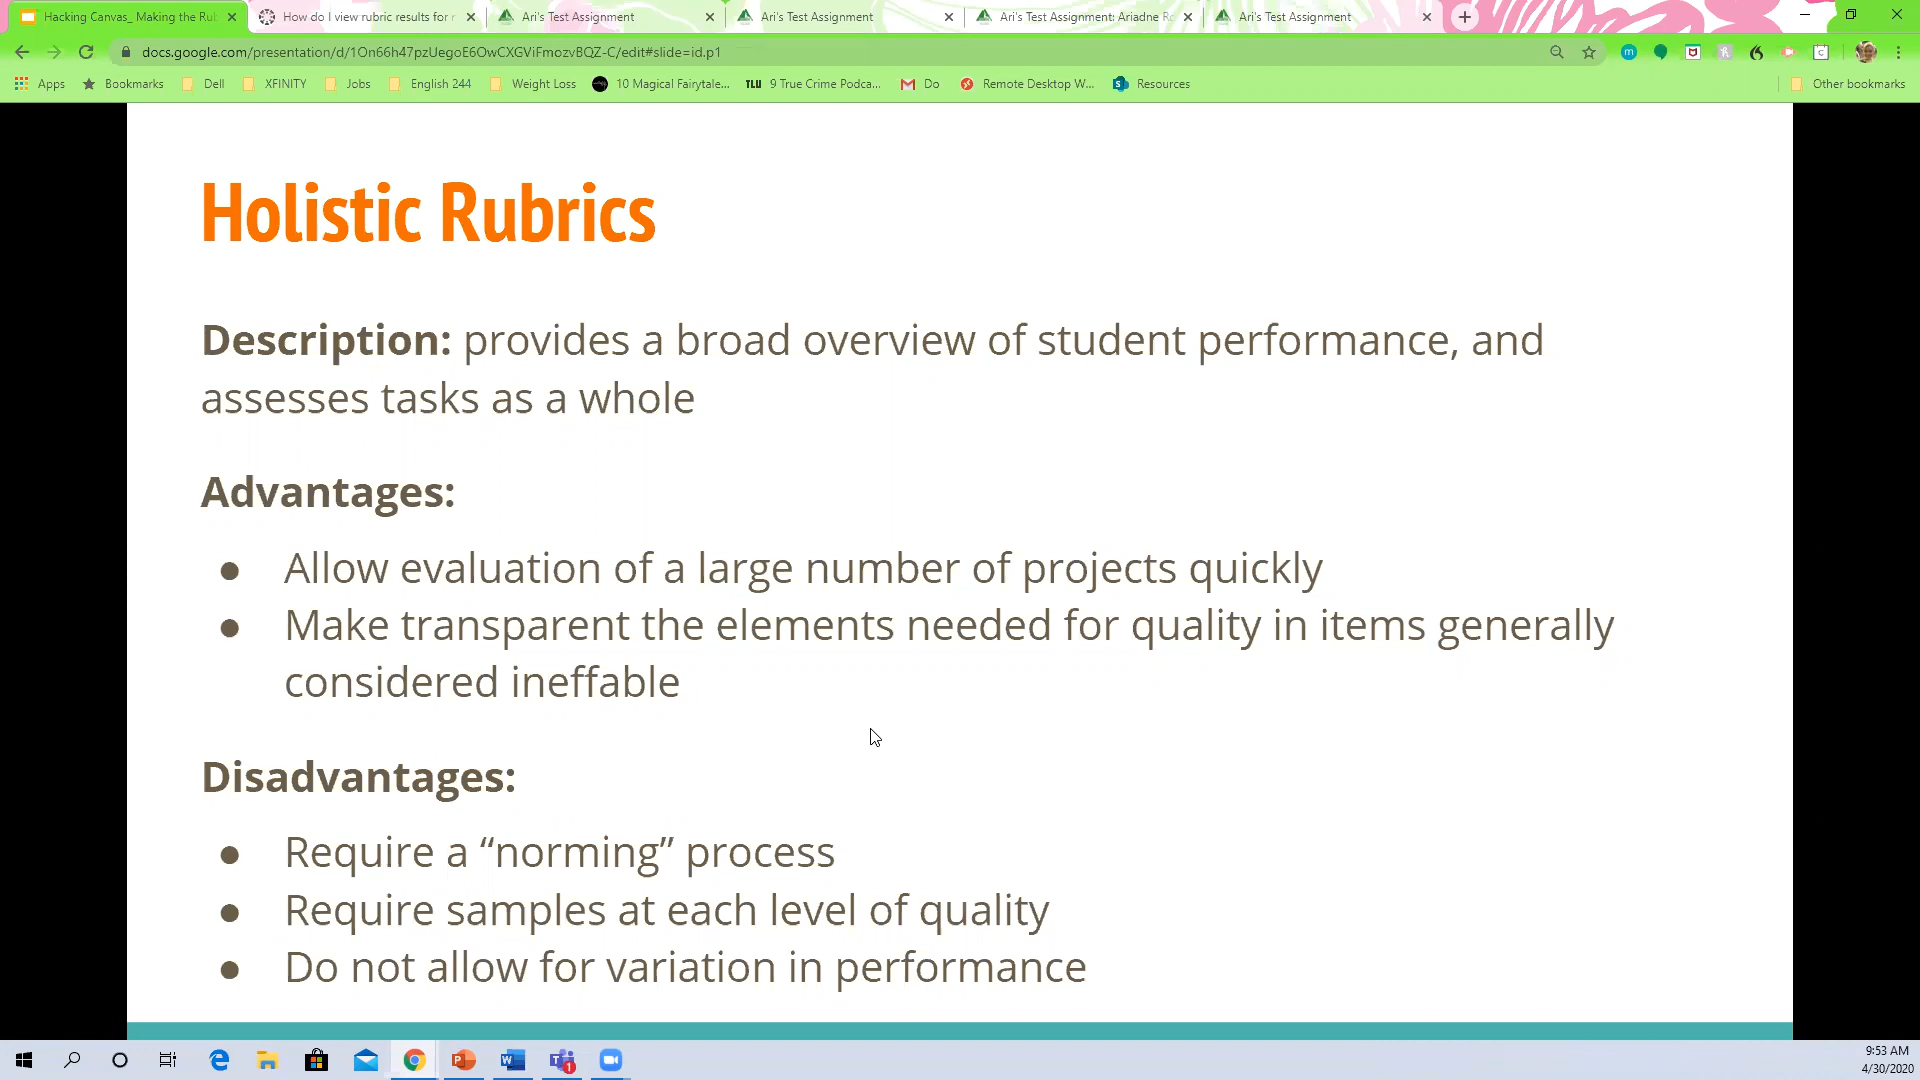 Hacking Canvas_ Making the Rub
How do I view rubric results for r
Ari's Test Assignment
Ari's Test Assignment
Ari's Test Assignment: Ariadne Ro
Ari's Test Assignment
docs.google.com/presentation/d/1On66h47pzUegoE6OwCXGViFmozvBQZ-C/edit#slide=id.p1
Apps
Bookmarks
Dell
XFINITY
Jobs
English 244
Weight Loss
10 Magical Fairytale...
TLU 9 True Crime Podca...
Do
Remote Desktop W...
Resources
Other bookmarks
Holistic Rubrics
Description: provides a broad overview of student performance, and
assesses tasks as a whole
Advantages:
● Allow evaluation of a large number of projects quickly
● Make transparent the elements needed for quality in items generally
considered ineffable
Disadvantages:
● Require a “norming” process
● Require samples at each level of quality
● Do not allow for variation in performance
9:53 AM
4/30/2020